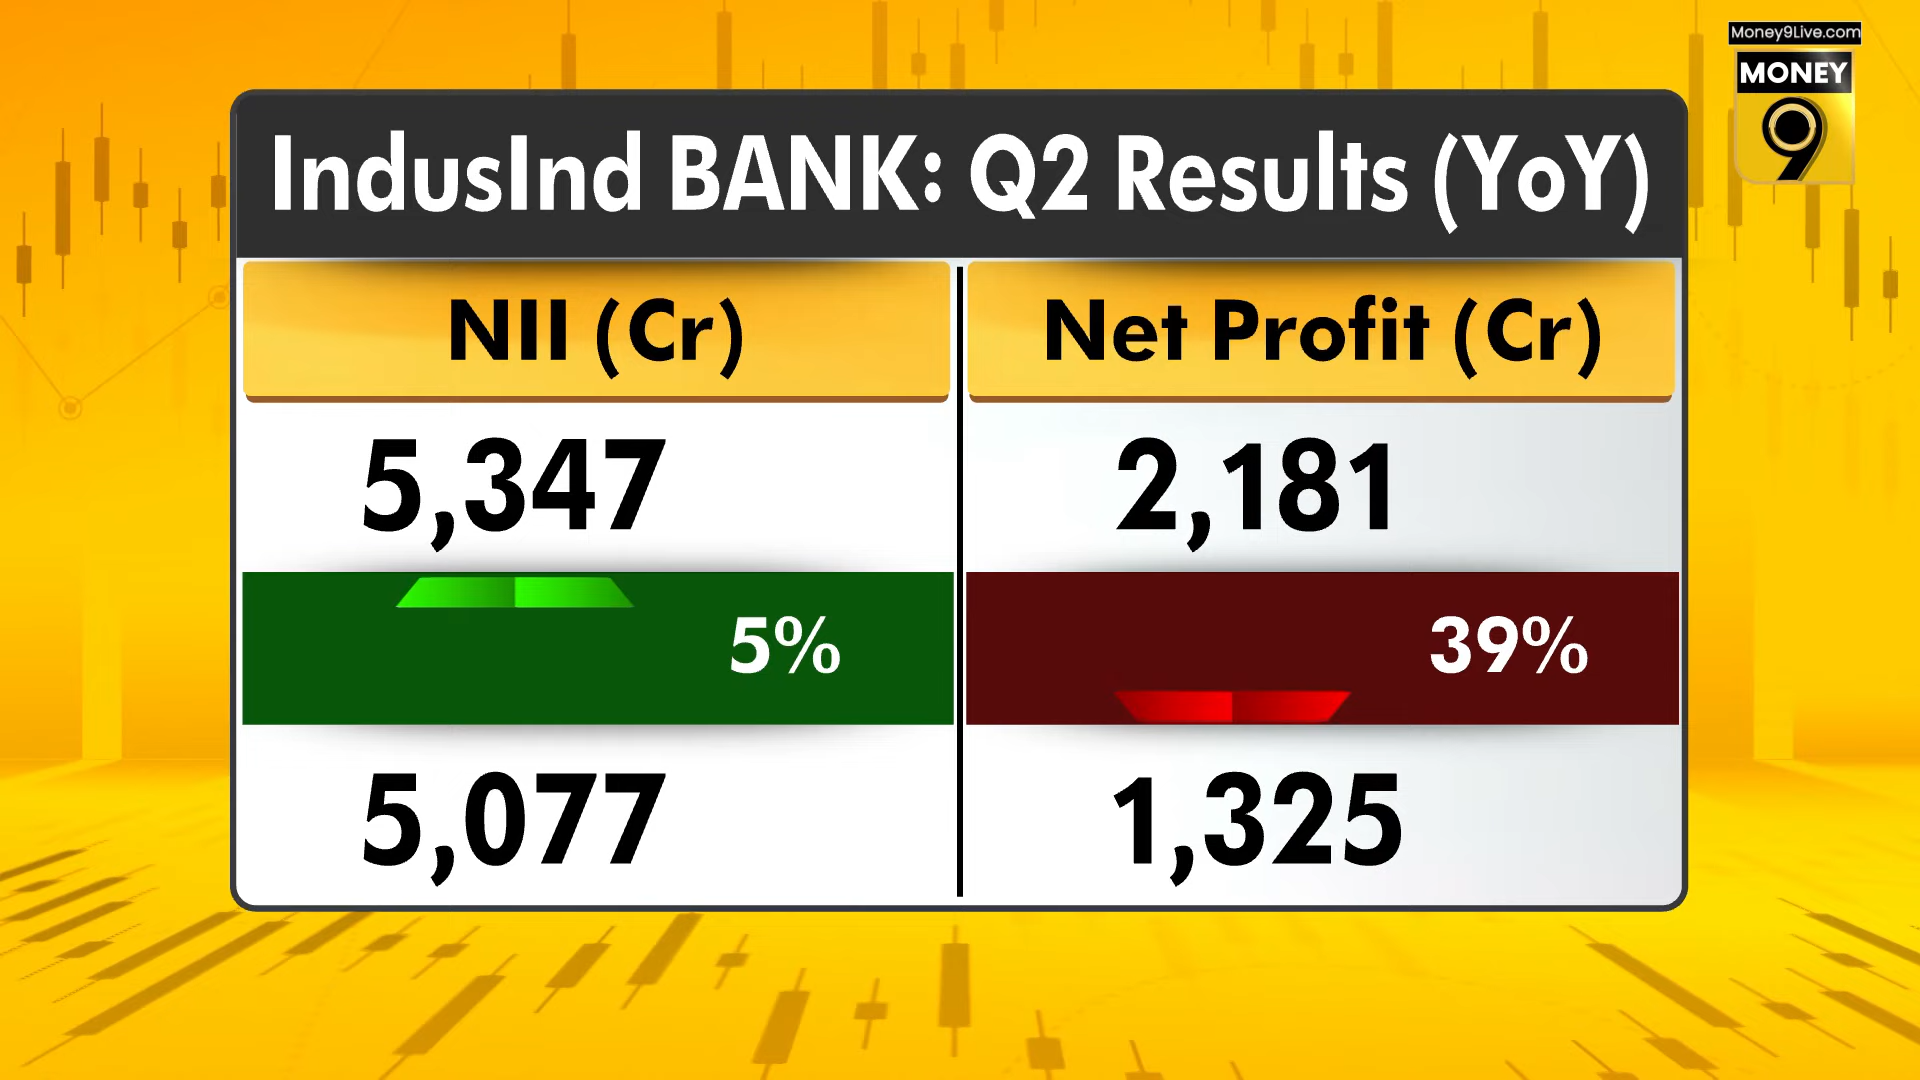 Money9Live.com
MONEY
9
IndusInd BANK: Q2 Results (YoY)
NII (Cr)
Net Profit (Cr)
5,347
2,181
5%
39%
5,077
1,325